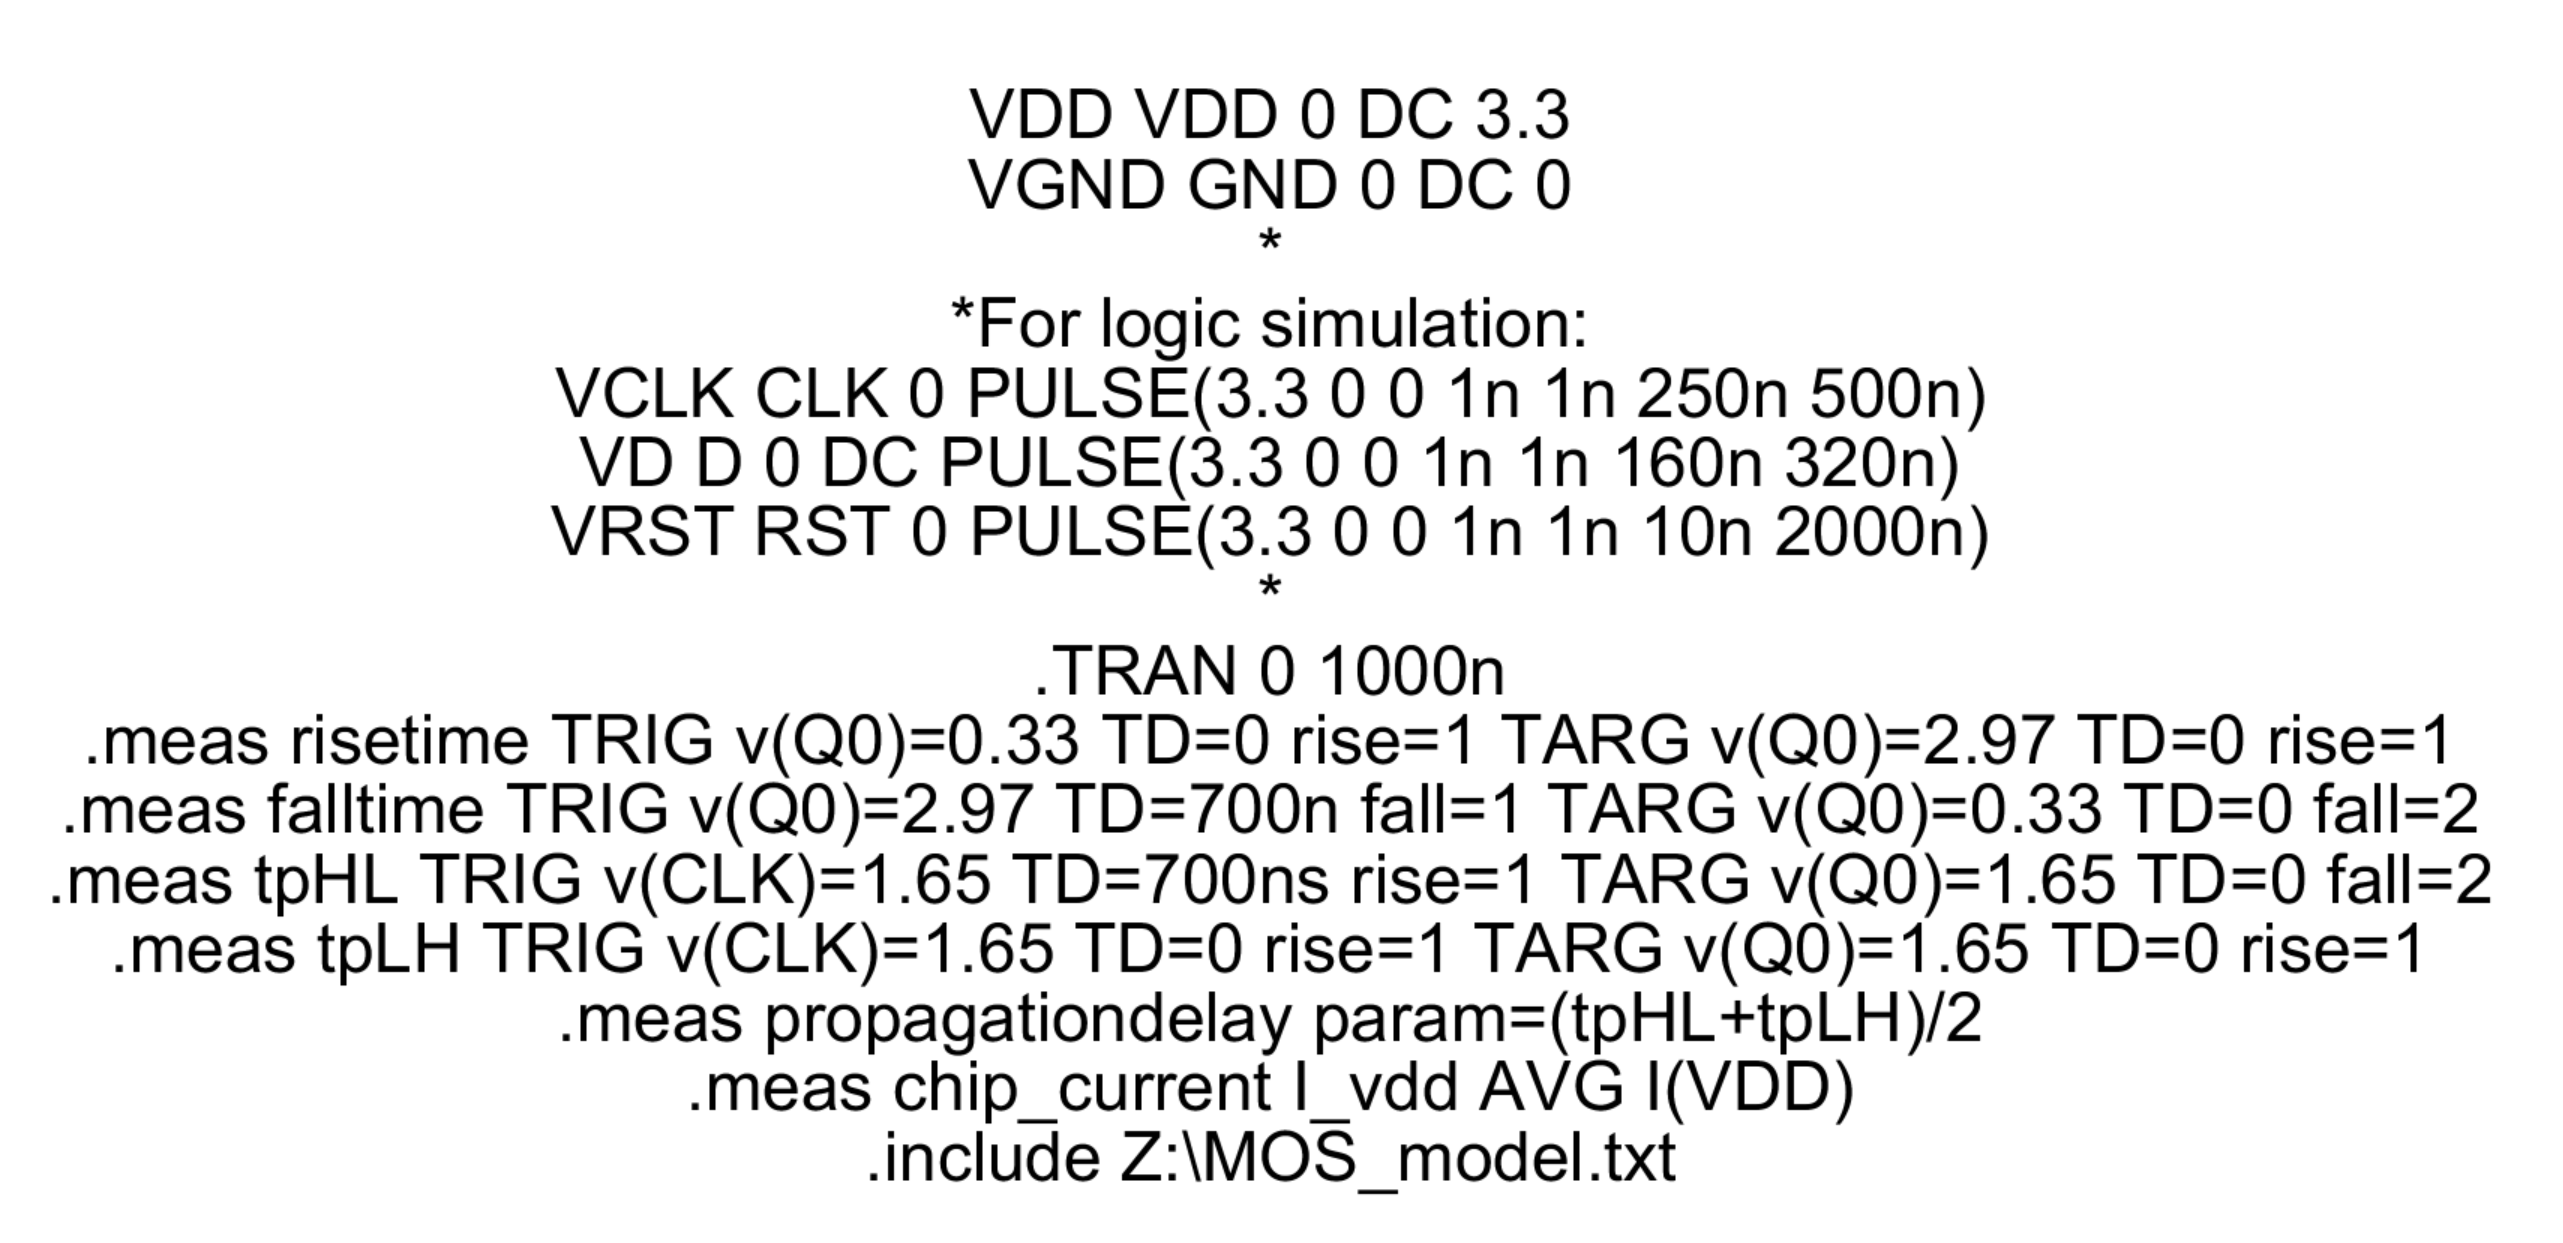 VDD VDD 0 DC 3.3
VGND GND 0 DC 0
*
*For logic simulation:
VCLK CLK 0 PULSE(3.3 0 0 1n 1n 250n 500n)
VD D 0 DC PULSE(3.3 0 0 1n 1n 160n 320n)
VRST RST 0 PULSE(3.3 0 0 1n 1n 10n 2000n)
*
.TRAN 0 1000n
.meas risetime TRIG v(Q0)=0.33 TD=0 rise=1 TARG v(Q0)=2.97 TD=0 rise=1
.meas falltime TRIG v(Q0)=2.97 TD=700n fall=1 TARG v(Q0)=0.33 TD=0 fall=2
.meas tpHL TRIG v(CLK)=1.65 TD=700ns rise=1 TARG v(Q0)=1.65 TD=0 fall=2
.meas tpLH TRIG v(CLK)=1.65 TD=0 rise=1 TARG v(Q0)=1.65 TD=0 rise=1
.meas propagationdelay param=(tpHL+tpLH)/2
.meas chip_current I_vdd AVG I(VDD)
.include Z:\MOS_model.txt